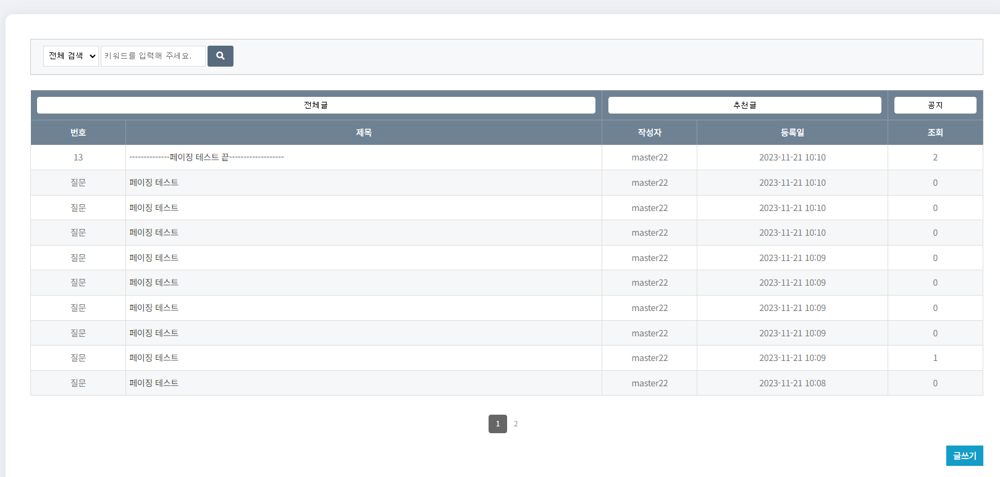 전체 검색 키워드를 입력해 주세요.
전체글 추천글 공지
번호 제목 작성자 등록일 조회
13 --------------페이징 테스트 끝------------------- master22 2023-11-21 10:10 2
질문 페이징 테스트 master22 2023-11-21 10:10 0
질문 페이징 테스트 master22 2023-11-21 10:10 0
질문 페이징 테스트 master22 2023-11-21 10:10 0
질문 페이징 테스트 master22 2023-11-21 10:09 0
질문 페이징 테스트 master22 2023-11-21 10:09 0
질문 페이징 테스트 master22 2023-11-21 10:09 0
질문 페이징 테스트 master22 2023-11-21 10:09 0
질문 페이징 테스트 master22 2023-11-21 10:09 1
질문 페이징 테스트 master22 2023-11-21 10:08 0
1 2
글쓰기